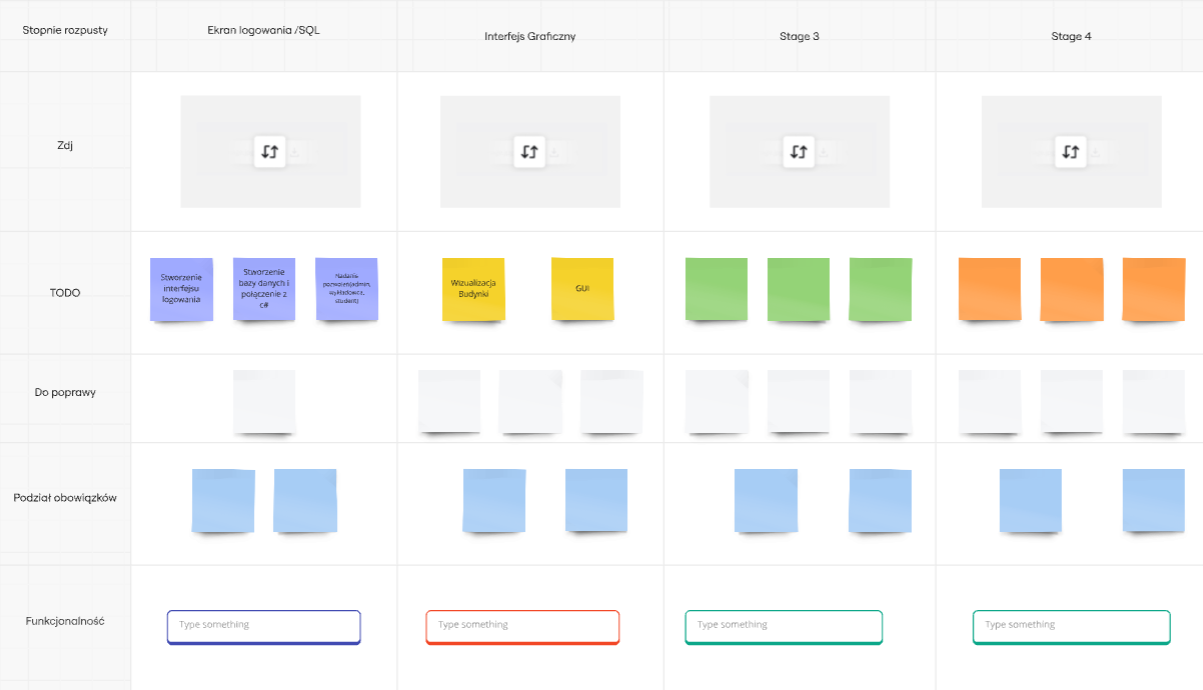 Stopnie rozpusty
Ekran logowania /SQL
Interfejs Graficzny
Stage 3
Stage 4
Zdj
TODO
Stworzenie
interfejsu
logowania
Stworzenie
bazy danych i
połączenie z
c#
Nadanie
pozwoleń(admin,
wykładowca,
student)
Wizualizacja
Budynki
GUI
Do poprawy
Podział obowiązków
Funkcjonalność
Type something
Type something
Type something
Type something